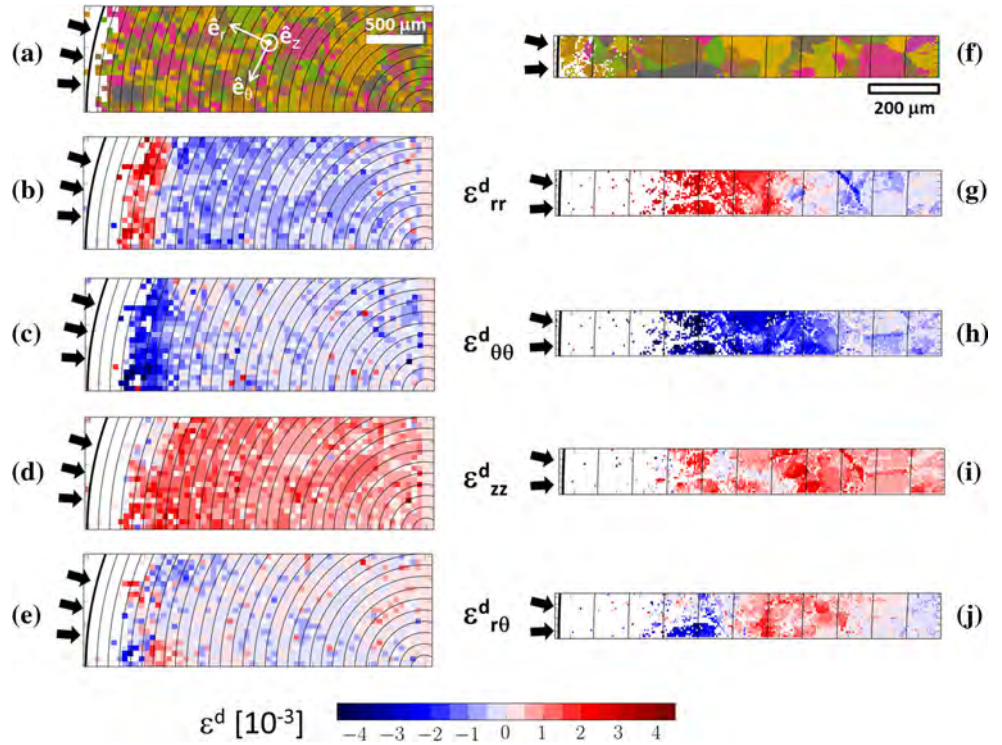 (a)
ê_r
ê_z
ê_θ
500 μm
(f)
200 μm
(b)
ε^d_rr
(g)
(c)
ε^d_θθ
(h)
(d)
ε^d_zz
(i)
(e)
ε^d_rθ
(j)
ε^d [10^-3]
−4 −3 −2 −1 0 1 2 3 4